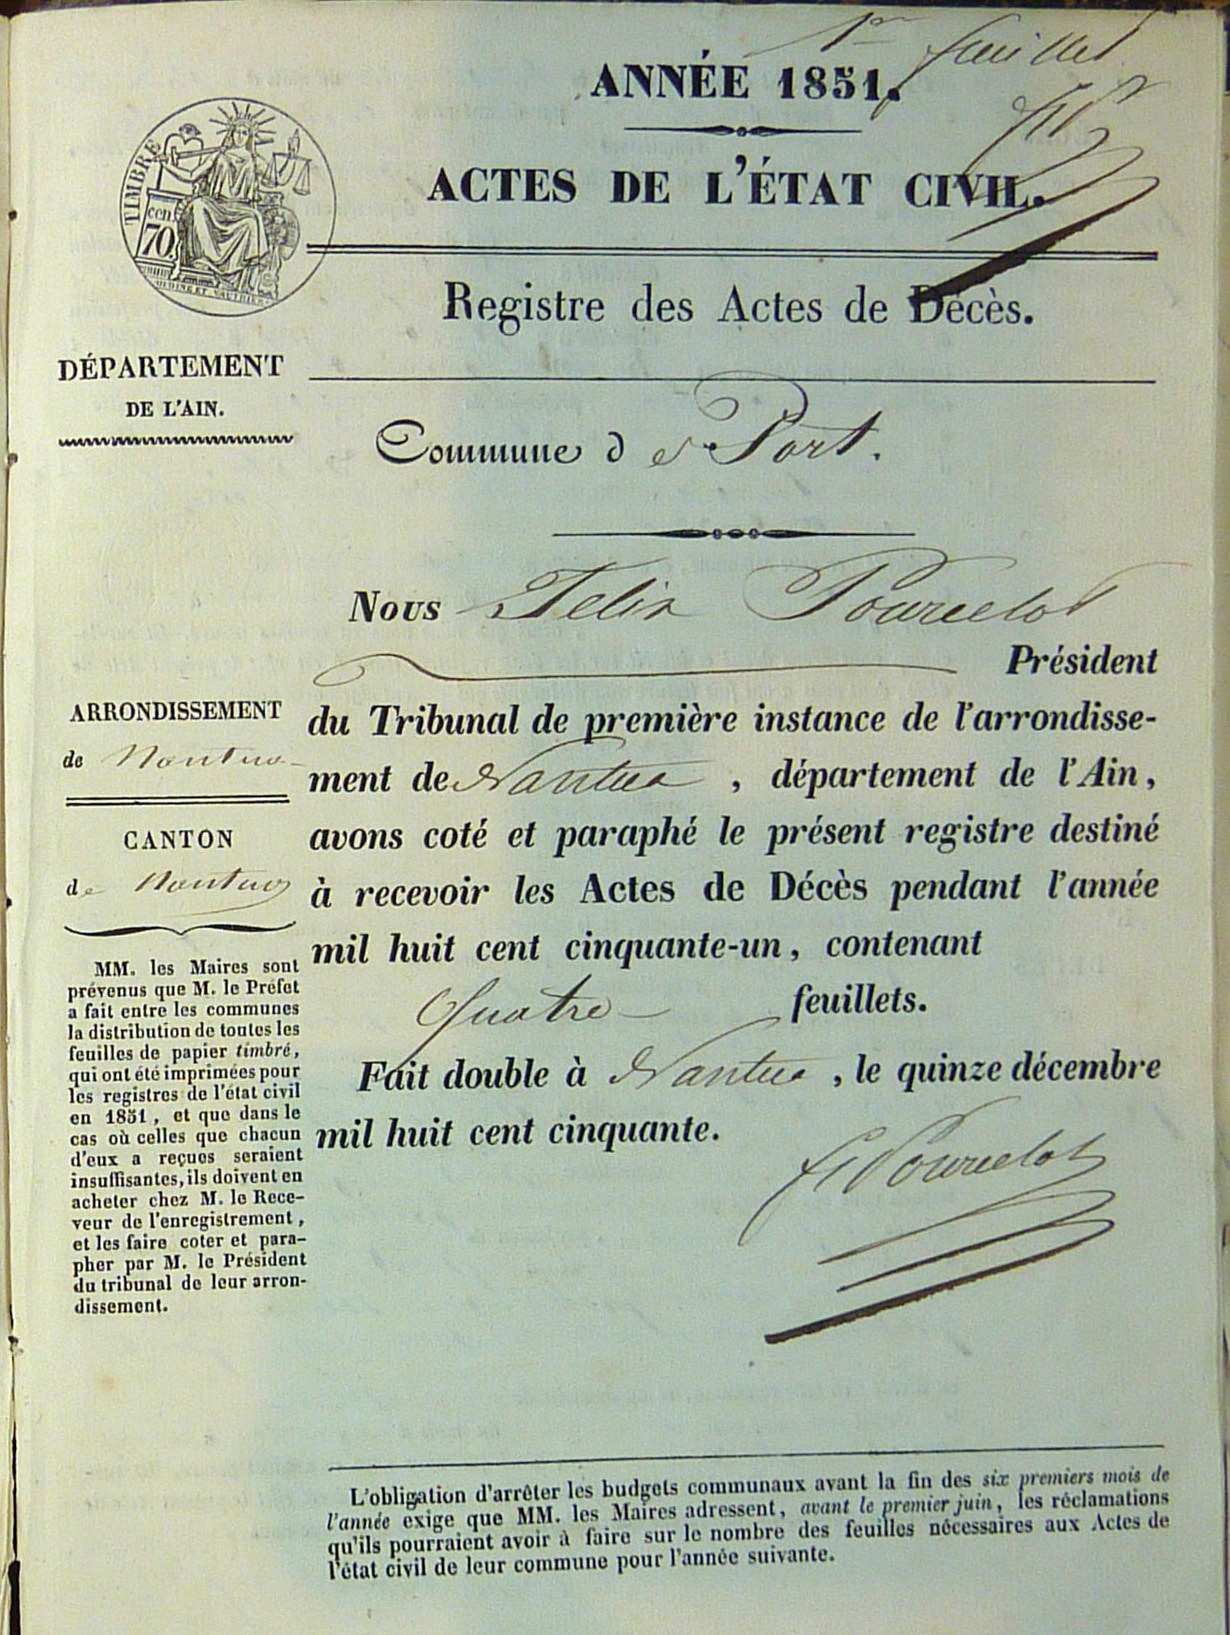 1er feuillet
ANNÉE 1851.
ACTES DE L'ÉTAT CIVIL.
TIMBRE
cen.
70
Registre des Actes de Décès.
DÉPARTEMENT
DE L'AIN.
Commune de Port.
Nous Felix Pourcelot
Président
du Tribunal de première instance de l'arrondisse-
ment de Nantua, département de l'Ain,
avons coté et paraphé le présent registre destiné
à recevoir les Actes de Décès pendant l'année
mil huit cent cinquante-un, contenant
Quatre feuillets.
Fait double à Nantua, le quinze décembre
mil huit cent cinquante.
F Pourcelot
ARRONDISSEMENT
de Nantua
CANTON
de Nantua
MM. les Maires sont
prévenus que M. le Préfet
a fait entre les communes
la distribution de toutes les
feuilles de papier timbré,
qui ont été imprimées pour
les registres de l'état civil
en 1851, et que dans le
cas où celles que chacun
d'eux a reçues seraient
insuffisantes, ils doivent en
acheter chez M. le Rece-
veur de l'enregistrement,
et les faire coter et para-
pher par M. le Président
du tribunal de leur arron-
dissement.
L'obligation d'arrêter les budgets communaux avant la fin des six premiers mois de
l'année exige que MM. les Maires adressent, avant le premier juin, les réclamations
qu'ils pourraient avoir à faire sur le nombre des feuilles nécessaires aux Actes de
l'état civil de leur commune pour l'année suivante.